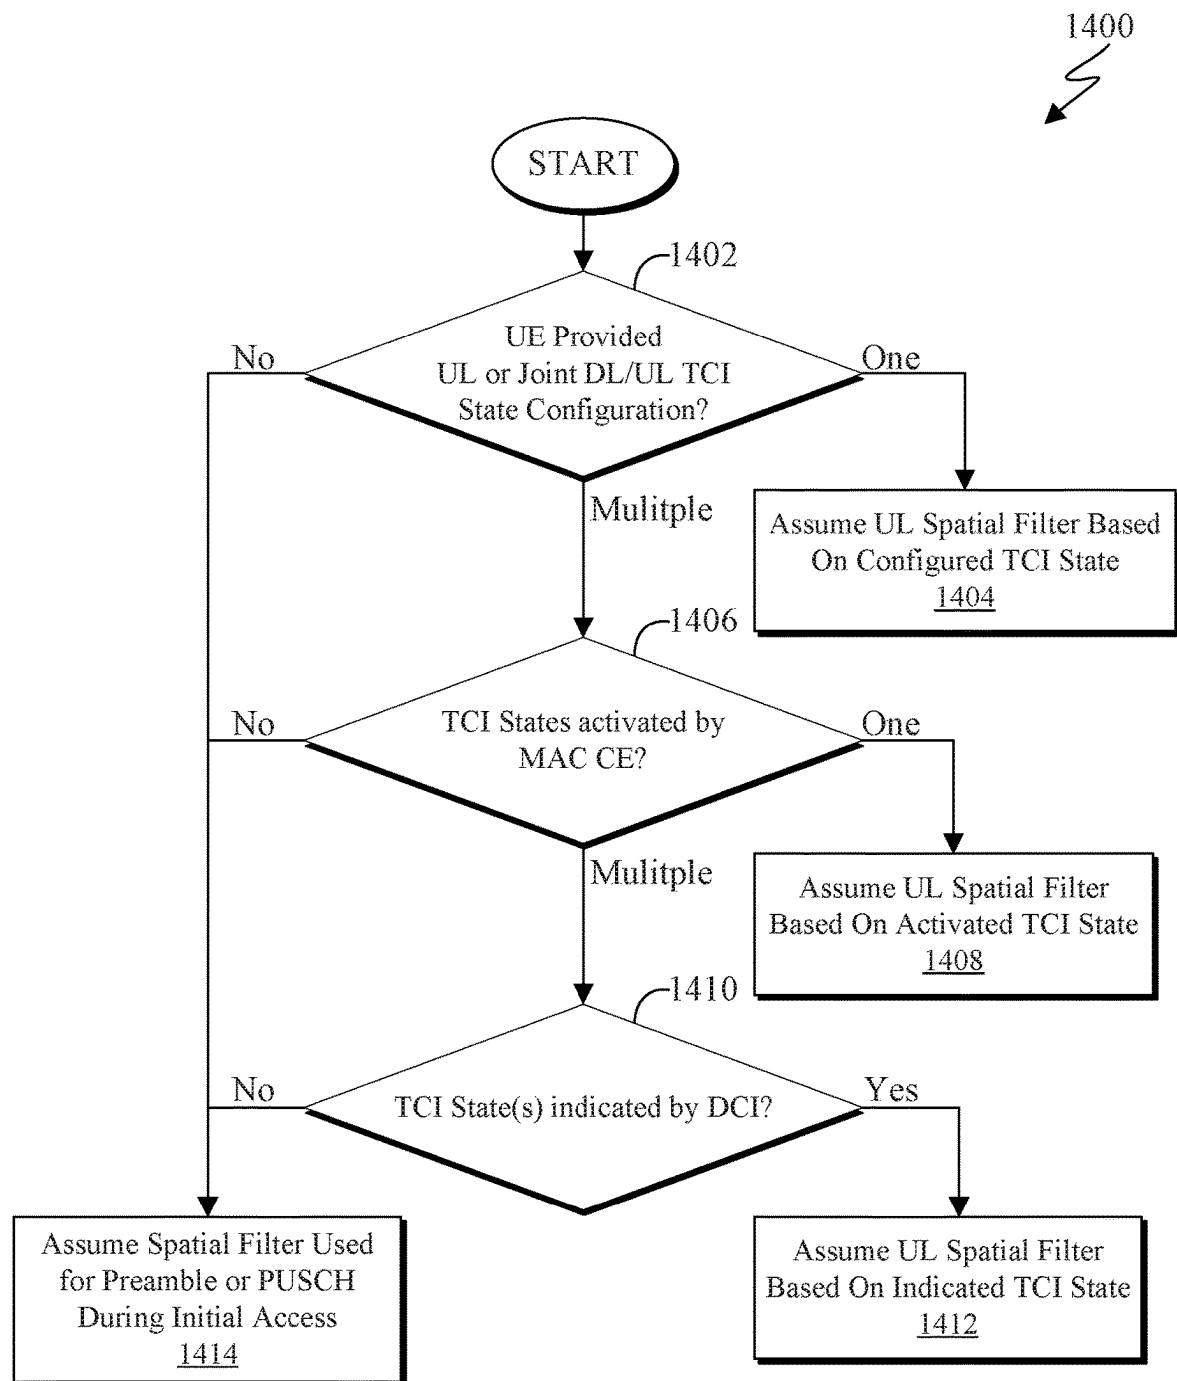 1400
START
1402
UE Provided
UL or Joint DL/UL TCI
State Configuration?
No
One
Mulitple
Assume UL Spatial Filter Based
On Configured TCI State
1404
1406
TCI States activated by
MAC CE?
No
One
Mulitple
Assume UL Spatial Filter
Based On Activated TCI State
1408
1410
TCI State(s) indicated by DCI?
No
Yes
Assume Spatial Filter Used
for Preamble or PUSCH
During Initial Access
1414
Assume UL Spatial Filter
Based On Indicated TCI State
1412